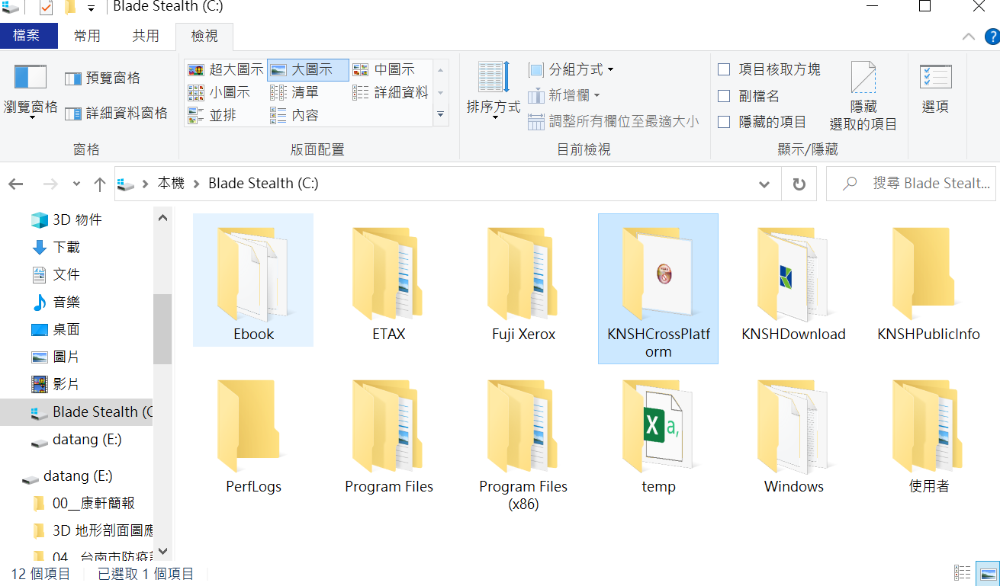 Blade Stealth (C:)
檔案 常用 共用 檢視
瀏覽窗格
預覽窗格
詳細資料窗格
窗格
超大圖示 大圖示 中圖示
小圖示 清單 詳細資料
並排 內容
版面配置
排序方式
分組方式
新增欄
調整所有欄位至最適大小
目前檢視
項目核取方塊
副檔名
隱藏的項目
隱藏
選取的項目
顯示/隱藏
選項
本機 Blade Stealth (C:)
搜尋 Blade Stealt...
3D 物件
下載
文件
音樂
桌面
圖片
影片
Blade Stealth (C
datang (E:)
datang (E:)
00__康軒簡報
3D 地形剖面圖應
04__台南市防疫
Ebook
ETAX
Fuji Xerox
KNSHCrossPlatf
orm
KNSHDownload
KNSHPublicInfo
PerfLogs
Program Files
Program Files
(x86)
temp
Windows
使用者
12 個項目 已選取 1 個項目